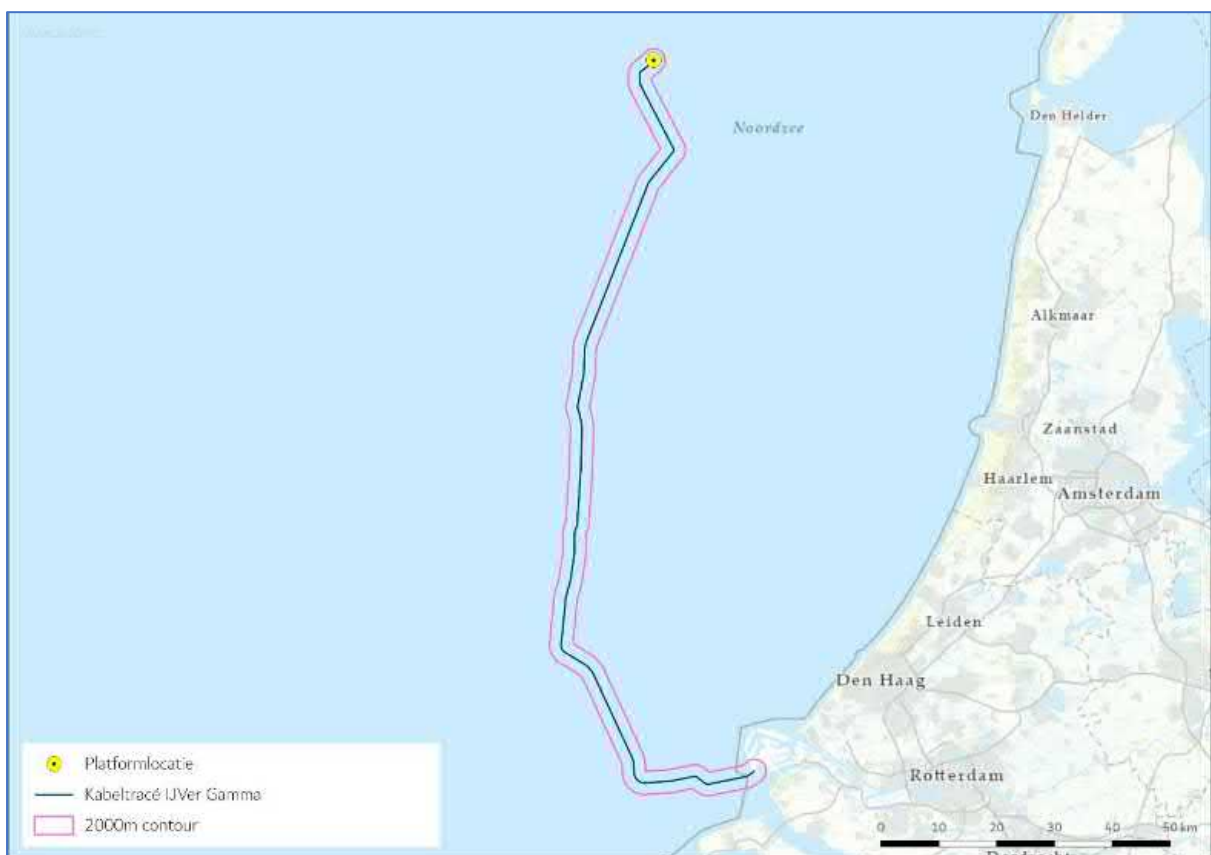 Noordzee
Den Helder
Alkmaar
Zaanstad
Haarlem
Amsterdam
Leiden
Den Haag
Rotterdam
Platformlocatie
Kabeltracé IJVer Gamma
2000m contour
0 10 20 30 40 50 km